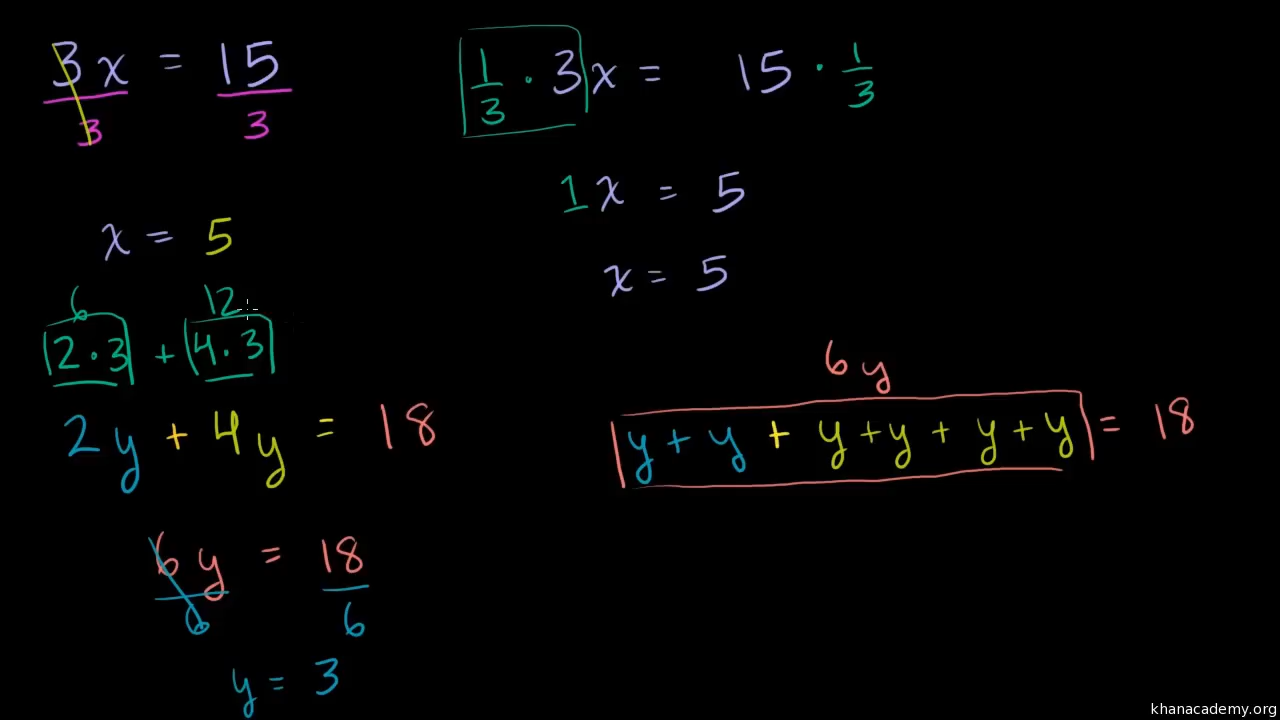 3x = 15
3 3
x = 5
1/3 · 3x = 15 · 1/3
1x = 5
x = 5
6 12
2·3 + 4·3
2y + 4y = 18
6y = 18
6 6
y = 3
6y
y + y + y + y + y + y = 18
khanacademy.org